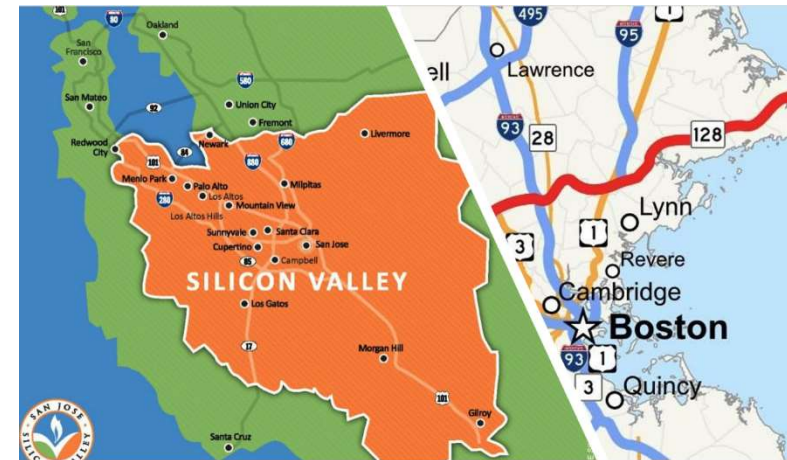 101
80
Oakland
San
Francisco
580
San Mateo
92
Union City
Fremont
Redwood
City
84
Newark
680
Livermore
101
880
Menlo Park
Palo Alto
Milpitas
280
Los Altos
Mountain View
Los Altos Hills
Sunnyvale
Santa Clara
Cupertino
San Jose
85
Campbell
SILICON VALLEY
Los Gatos
17
Morgan Hill
101
Gilroy
Santa Cruz
SAN JOSE
495
1
95
ell
Lawrence
93
28
128
Lynn
3
1
Revere
Cambridge
Boston
93
1
3
Quincy